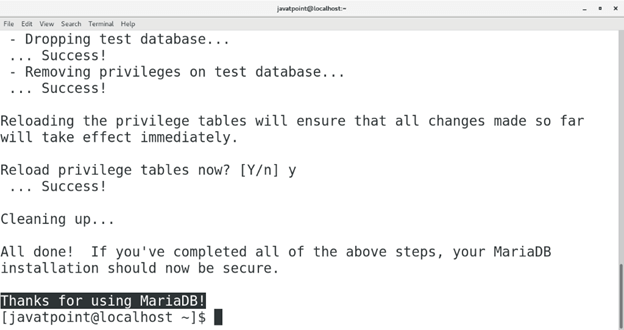 javatpoint@localhost:~
File Edit View Search Terminal Help
- Dropping test database...
... Success!
- Removing privileges on test database...
... Success!
Reloading the privilege tables will ensure that all changes made so far
will take effect immediately.
Reload privilege tables now? [Y/n] y
... Success!
Cleaning up...
All done!  If you've completed all of the above steps, your MariaDB
installation should now be secure.
Thanks for using MariaDB!
[javatpoint@localhost ~]$